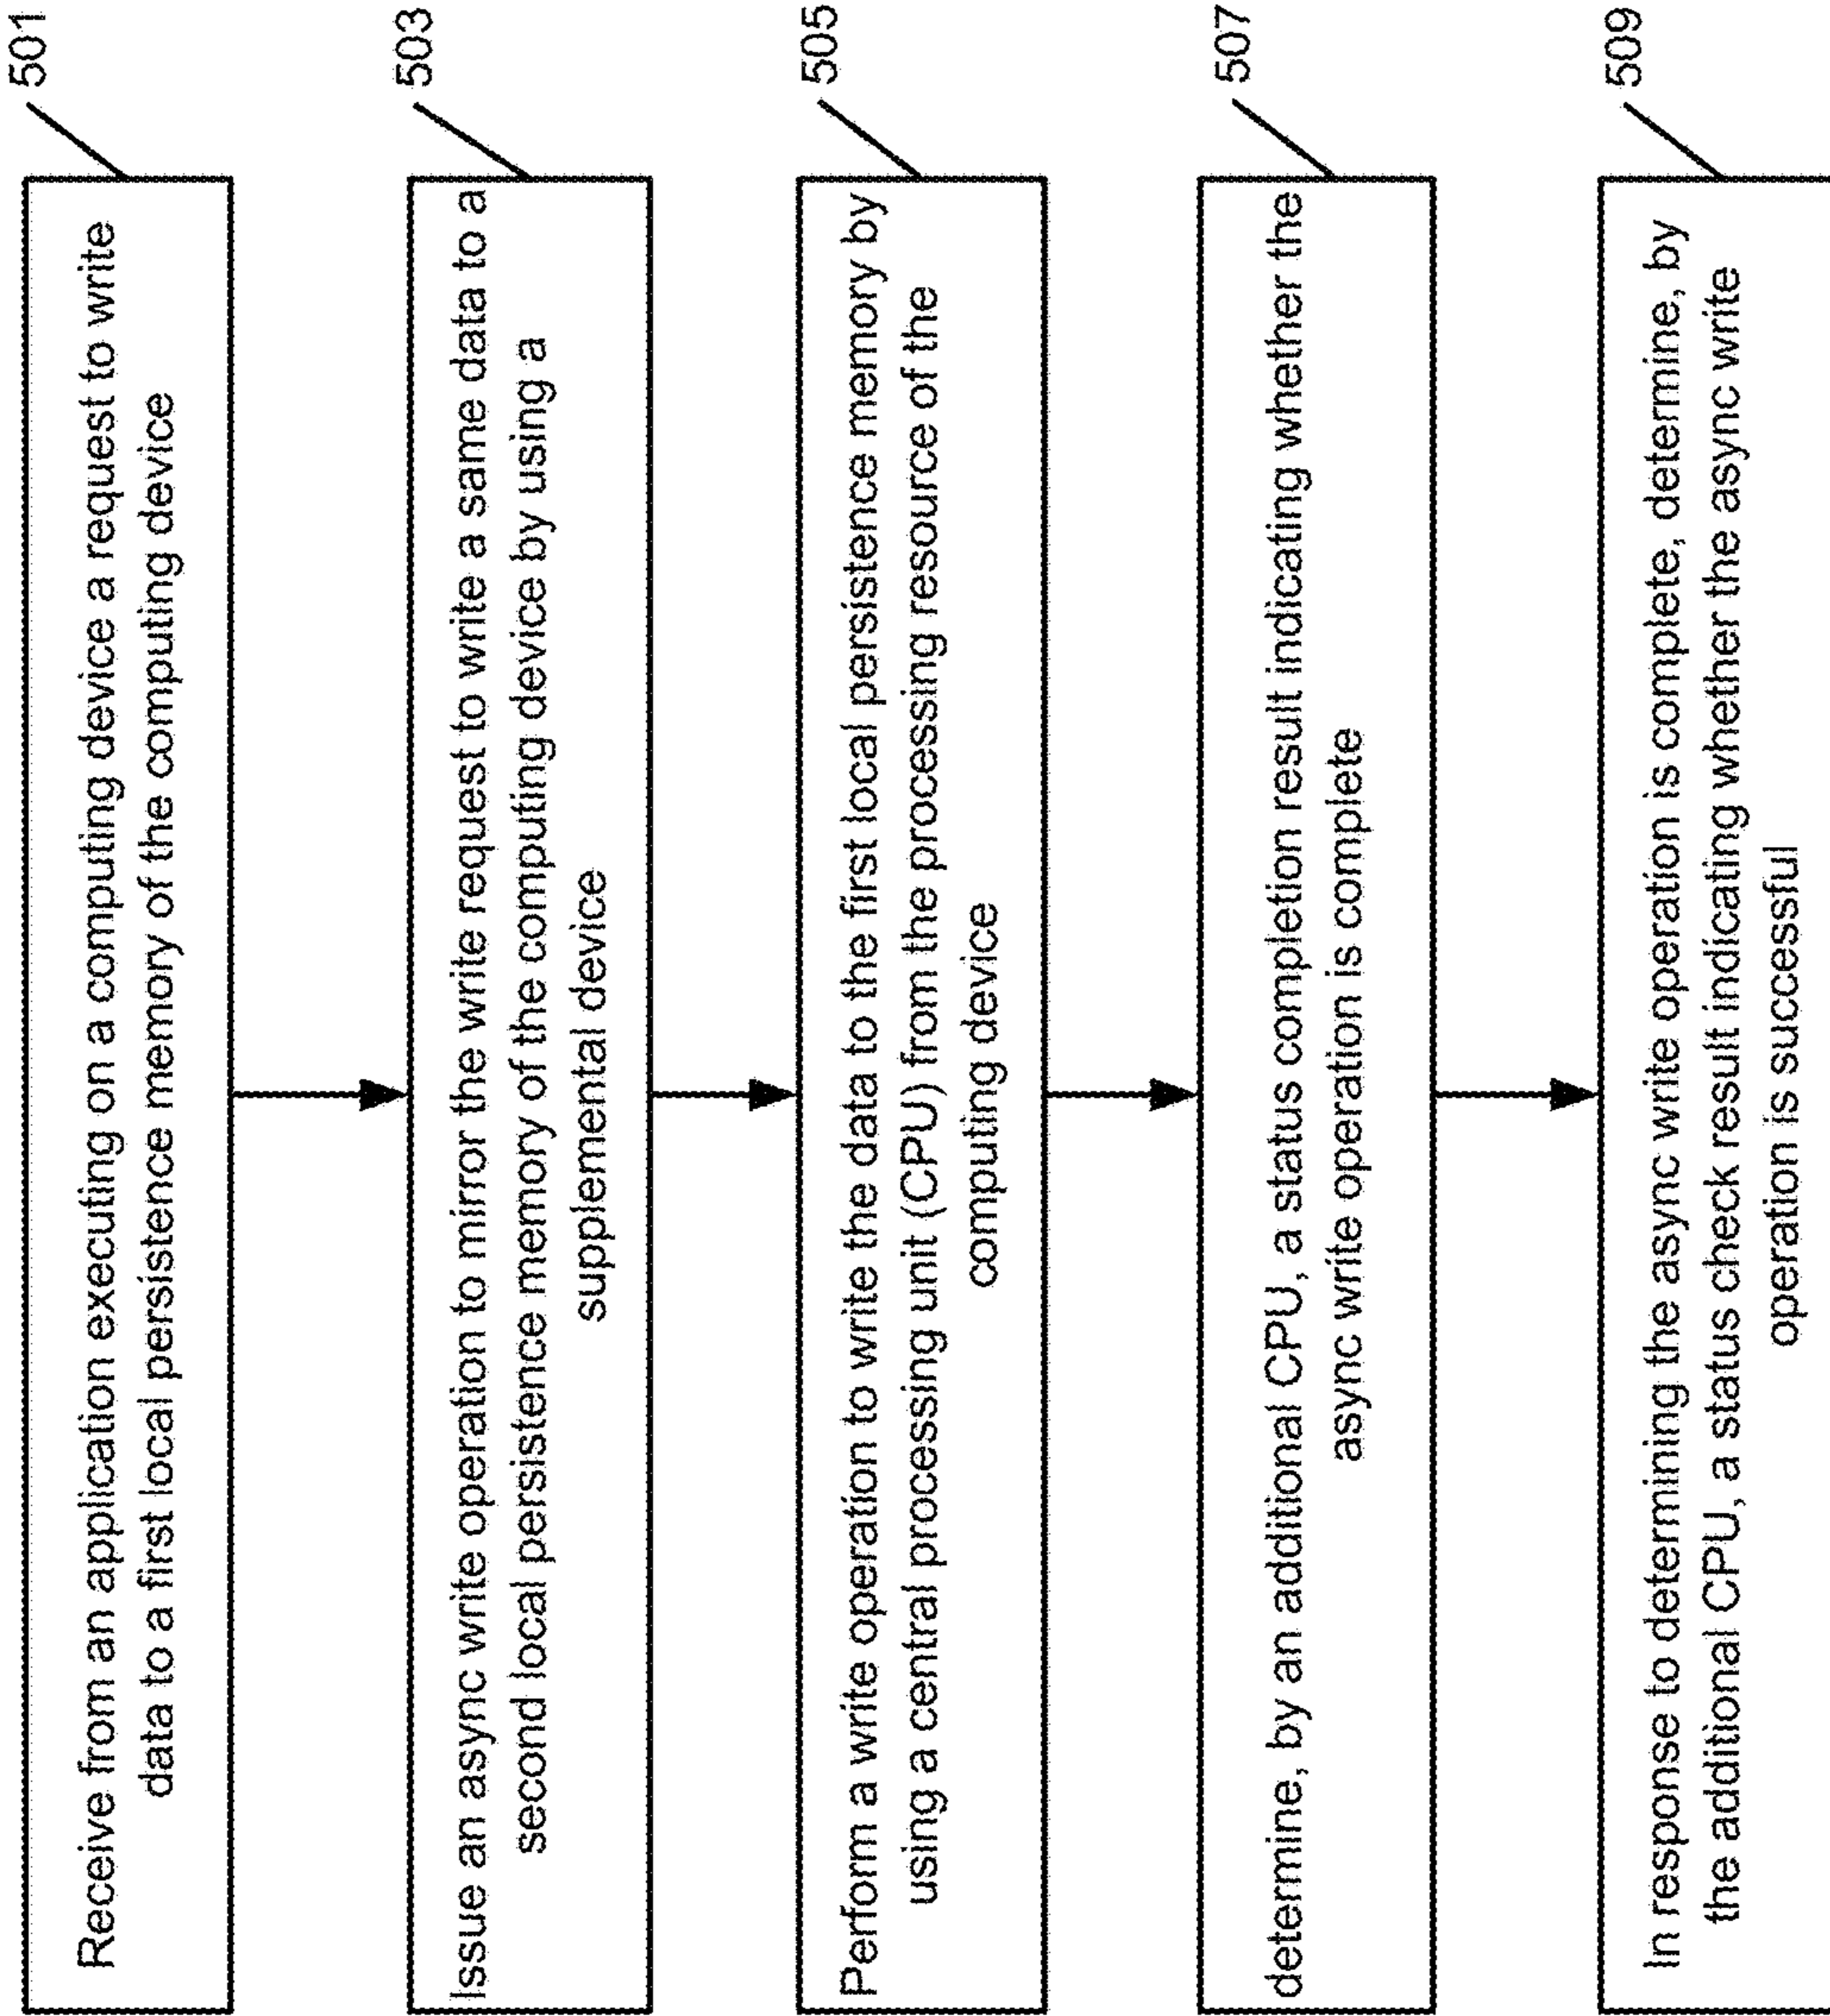 501
Receive from an application executing on a computing device a request to write
data to a first local persistence memory of the computing device
503
Issue an async write operation to mirror the write request to write a same data to a
second local persistence memory of the computing device by using a
supplemental device
505
Perform a write operation to write the data to the first local persistence memory by
using a central processing unit (CPU) from the processing resource of the
computing device
507
determine, by an additional CPU, a status completion result indicating whether the
async write operation is complete
509
In response to determining the async write operation is complete, determine, by
the additional CPU, a status check result indicating whether the async write
operation is successful